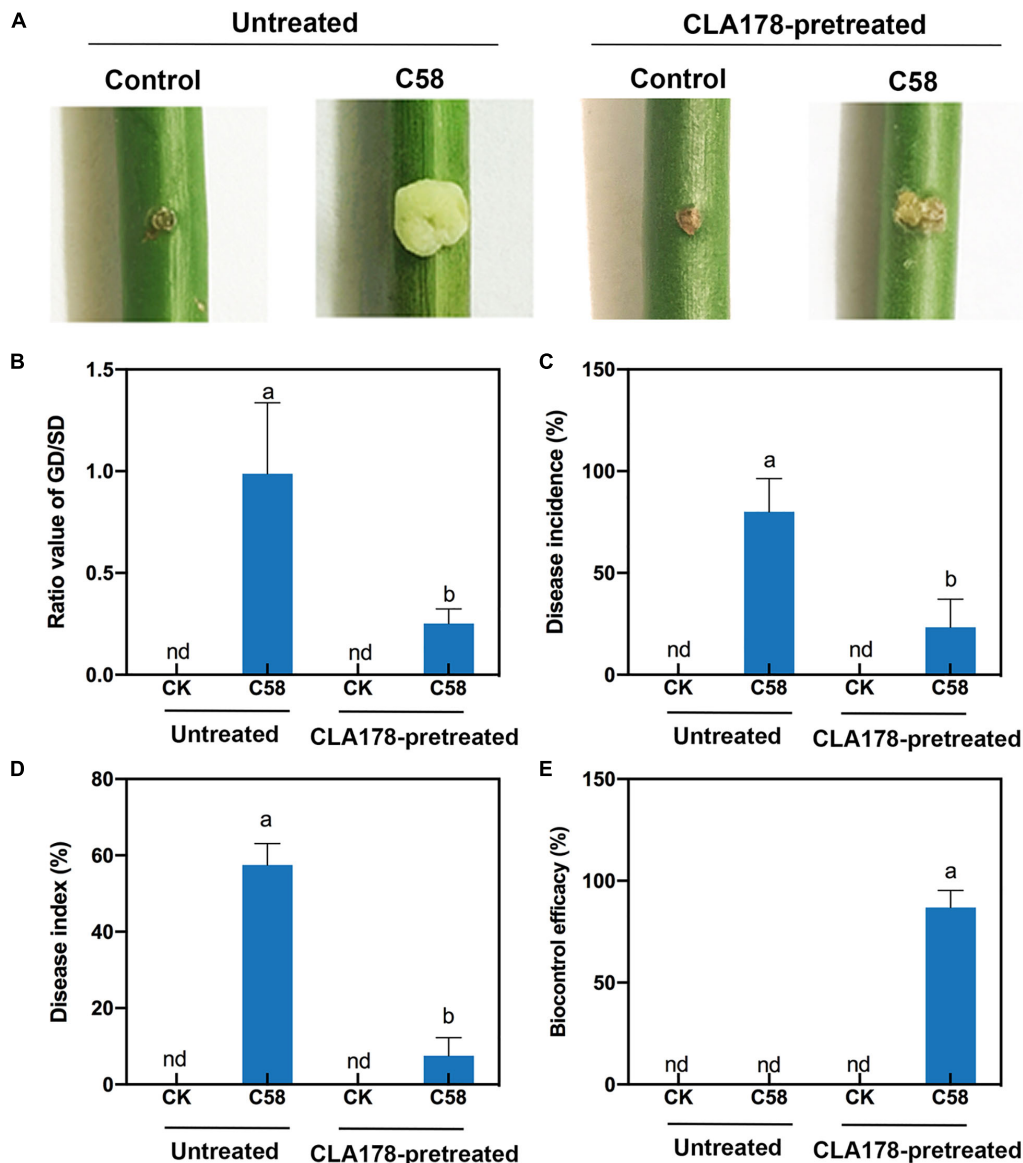 A
Untreated
CLA178-pretreated
Control
C58
Control
C58
B
Ratio value of GD/SD
1.5
1.0
0.5
0.0
nd
a
nd
b
CK
C58
CK
C58
Untreated
CLA178-pretreated
C
Disease incidence (%)
150
100
50
0
nd
a
nd
b
CK
C58
CK
C58
Untreated
CLA178-pretreated
D
Disease index (%)
80
60
40
20
0
nd
a
nd
b
CK
C58
CK
C58
Untreated
CLA178-pretreated
E
Biocontrol efficacy (%)
150
100
50
0
nd
nd
nd
a
CK
C58
CK
C58
Untreated
CLA178-pretreated